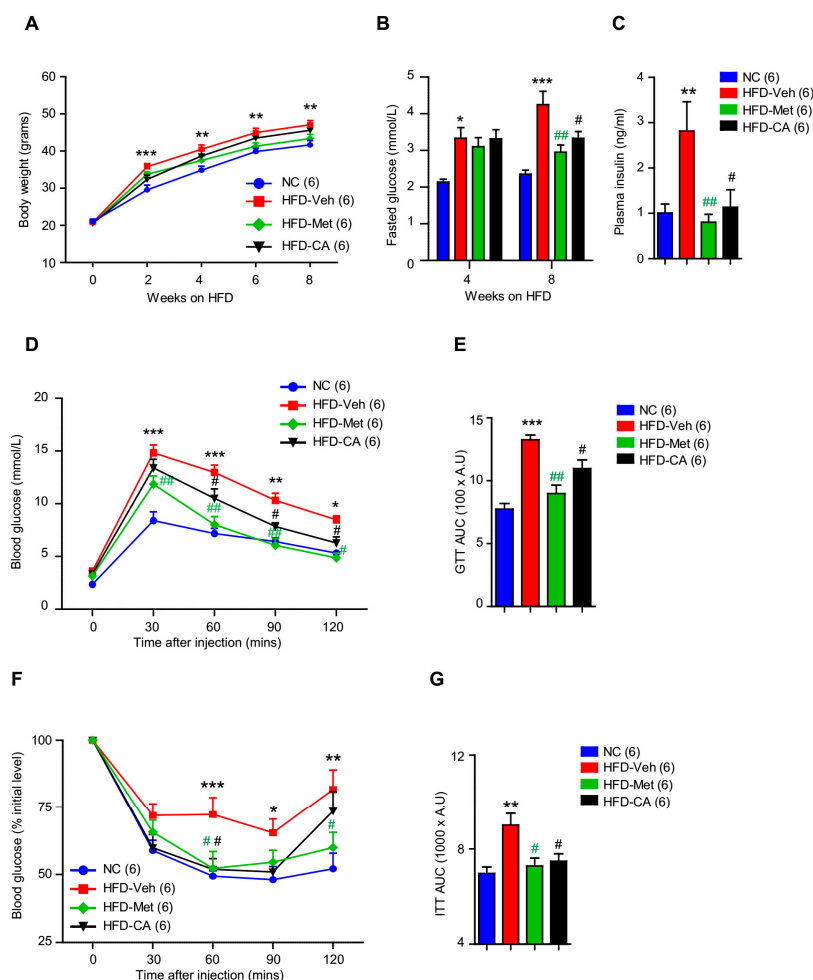 A
B
C
Body weight (grams)
60
50
40
30
20
10
***
**
**
**
NC (6)
HFD-Veh (6)
HFD-Met (6)
HFD-CA (6)
0
2
4
6
8
Weeks on HFD
Fasted glucose (mmol/L)
5
4
3
2
1
0
*
***
##
#
4
8
Weeks on HFD
Plasma insulin (ng/ml)
4
3
2
1
0
**
##
#
NC (6)
HFD-Veh (6)
HFD-Met (6)
HFD-CA (6)
D
E
Blood glucose (mmol/L)
20
15
10
5
0
NC (6)
HFD-Veh (6)
HFD-Met (6)
HFD-CA (6)
***
***
**
*
##
#
##
#
##
#
#
0
30
60
90
120
Time after injection (mins)
GTT AUC (100 x A.U)
15
10
5
0
***
##
#
NC (6)
HFD-Veh (6)
HFD-Met (6)
HFD-CA (6)
F
G
Blood glucose (% initial level)
100
75
50
25
***
*
**
# #
#
NC (6)
HFD-Veh (6)
HFD-Met (6)
HFD-CA (6)
0
30
60
90
120
Time after injection (mins)
ITT AUC (1000 x A.U)
12
8
4
**
#
#
NC (6)
HFD-Veh (6)
HFD-Met (6)
HFD-CA (6)